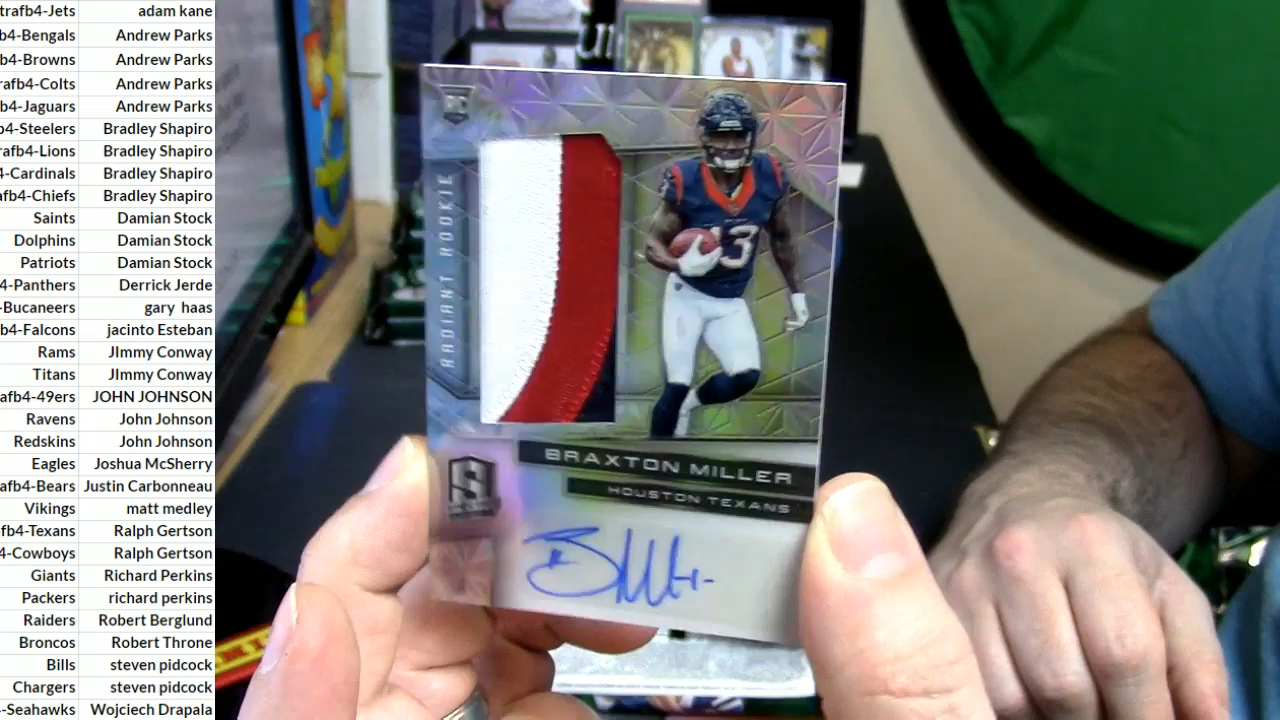 trafb4-Jets adam kane
b4-Bengals Andrew Parks
fb4-Browns Andrew Parks
rafb4-Colts Andrew Parks
b4-Jaguars Andrew Parks
b4-Steelers Bradley Shapiro
rafb4-Lions Bradley Shapiro
4-Cardinals Bradley Shapiro
afb4-Chiefs Bradley Shapiro
Saints Damian Stock
Dolphins Damian Stock
Patriots Damian Stock
4-Panthers Derrick Jerde
-Bucaneers gary haas
b4-Falcons jacinto Esteban
Rams JImmy Conway
Titans JImmy Conway
afb4-49ers JOHN JOHNSON
Ravens John Johnson
Redskins John Johnson
Eagles Joshua McSherry
afb4-Bears Justin Carbonneau
Vikings matt medley
fb4-Texans Ralph Gertson
4-Cowboys Ralph Gertson
Giants Richard Perkins
Packers richard perkins
Raiders Robert Berglund
Broncos Robert Throne
Bills steven pidcock
Chargers steven pidcock
-Seahawks Wojciech Drapala
RC
RADIANT ROOKIE
13
BRAXTON MILLER
HOUSTON TEXANS